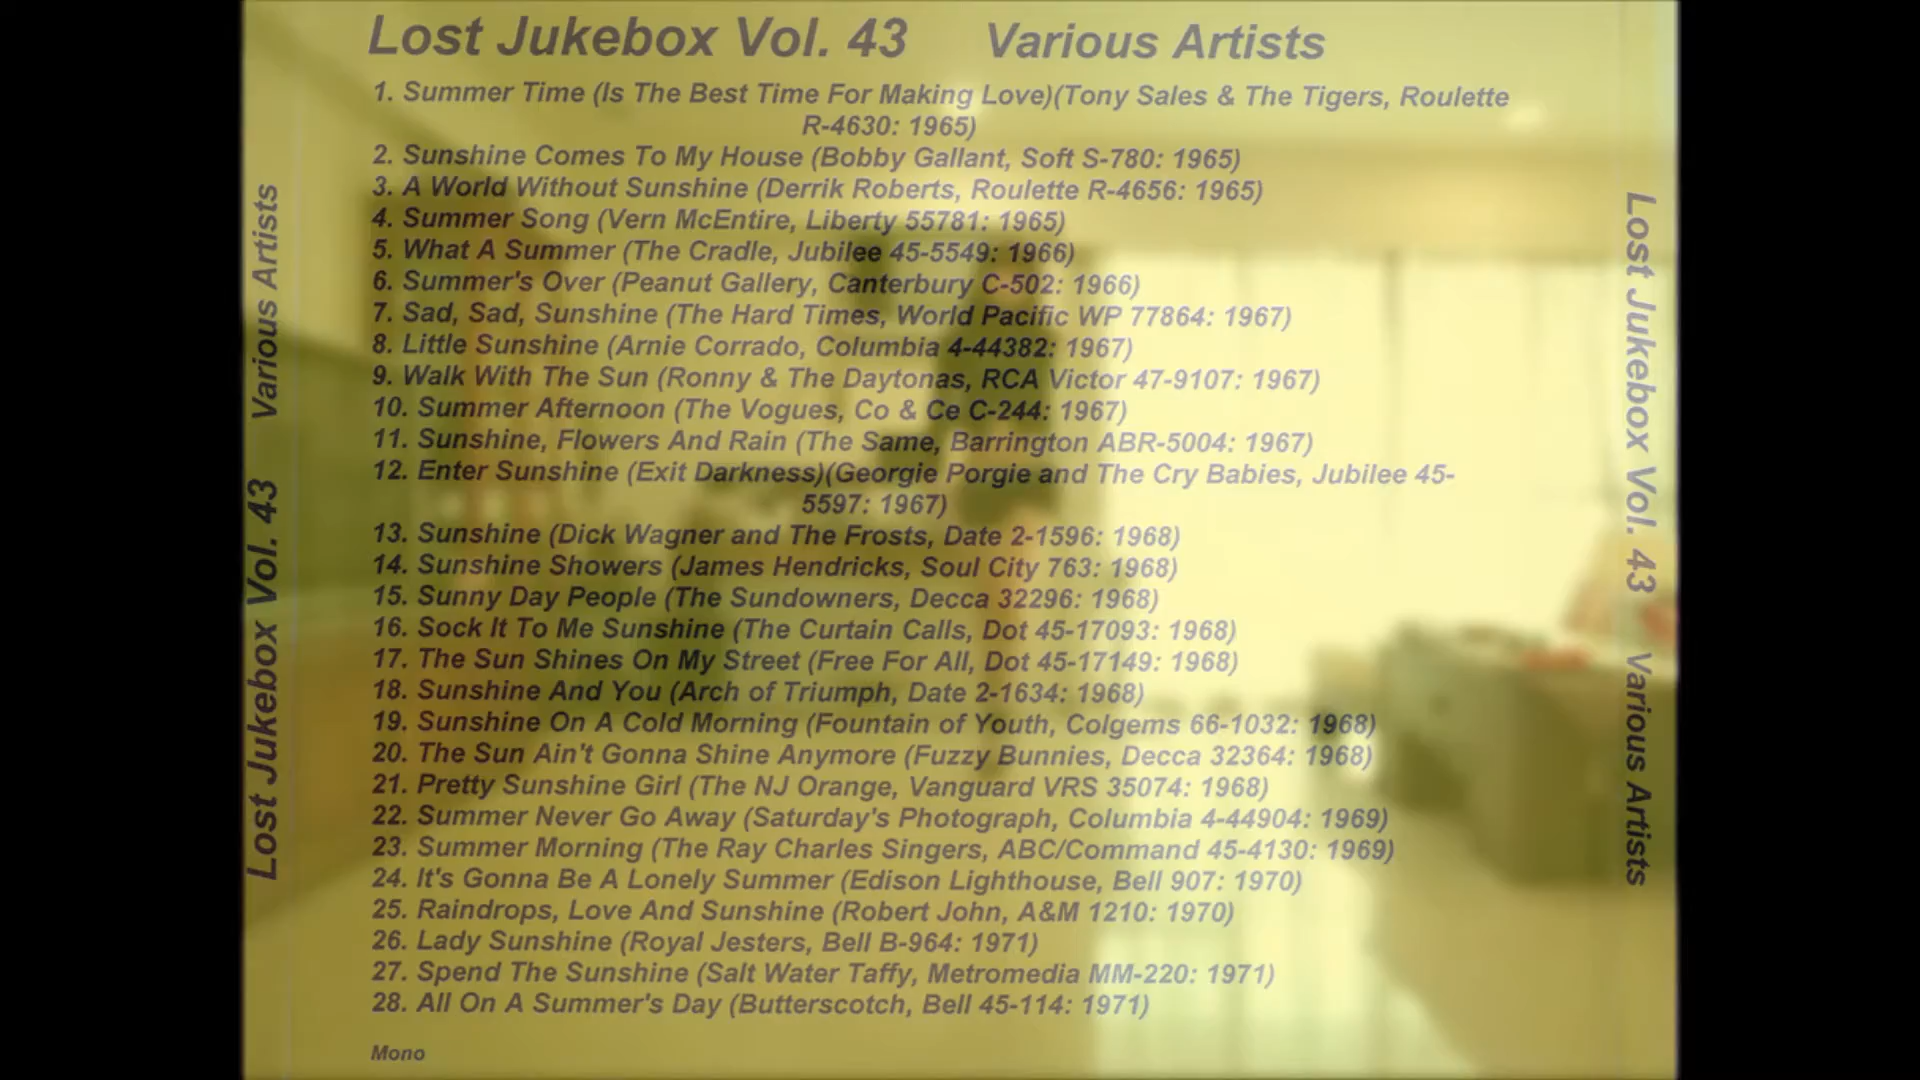 Lost Jukebox Vol. 43 Various Artists
1. Summer Time (Is The Best Time For Making Love)(Tony Sales & The Tigers, Roulette
R-4630: 1965)
2. Sunshine Comes To My House (Bobby Gallant, Soft S-780: 1965)
3. A World Without Sunshine (Derrik Roberts, Roulette R-4656: 1965)
4. Summer Song (Vern McEntire, Liberty 55781: 1965)
5. What A Summer (The Cradle, Jubilee 45-5549: 1966)
6. Summer's Over (Peanut Gallery, Canterbury C-502: 1966)
7. Sad, Sad, Sunshine (The Hard Times, World Pacific WP 77864: 1967)
8. Little Sunshine (Arnie Corrado, Columbia 4-44382: 1967)
9. Walk With The Sun (Ronny & The Daytonas, RCA Victor 47-9107: 1967)
10. Summer Afternoon (The Vogues, Co & Ce C-244: 1967)
11. Sunshine, Flowers And Rain (The Same, Barrington ABR-5004: 1967)
12. Enter Sunshine (Exit Darkness)(Georgie Porgie and The Cry Babies, Jubilee 45-
5597: 1967)
13. Sunshine (Dick Wagner and The Frosts, Date 2-1596: 1968)
14. Sunshine Showers (James Hendricks, Soul City 763: 1968)
15. Sunny Day People (The Sundowners, Decca 32296: 1968)
16. Sock It To Me Sunshine (The Curtain Calls, Dot 45-17093: 1968)
17. The Sun Shines On My Street (Free For All, Dot 45-17149: 1968)
18. Sunshine And You (Arch of Triumph, Date 2-1634: 1968)
19. Sunshine On A Cold Morning (Fountain of Youth, Colgems 66-1032: 1968)
20. The Sun Ain't Gonna Shine Anymore (Fuzzy Bunnies, Decca 32364: 1968)
21. Pretty Sunshine Girl (The NJ Orange, Vanguard VRS 35074: 1968)
22. Summer Never Go Away (Saturday's Photograph, Columbia 4-44904: 1969)
23. Summer Morning (The Ray Charles Singers, ABC/Command 45-4130: 1969)
24. It's Gonna Be A Lonely Summer (Edison Lighthouse, Bell 907: 1970)
25. Raindrops, Love And Sunshine (Robert John, A&M 1210: 1970)
26. Lady Sunshine (Royal Jesters, Bell B-964: 1971)
27. Spend The Sunshine (Salt Water Taffy, Metromedia MM-220: 1971)
28. All On A Summer's Day (Butterscotch, Bell 45-114: 1971)
Mono
Lost Jukebox Vol. 43 Various Artists
Lost Jukebox Vol. 43 Various Artists